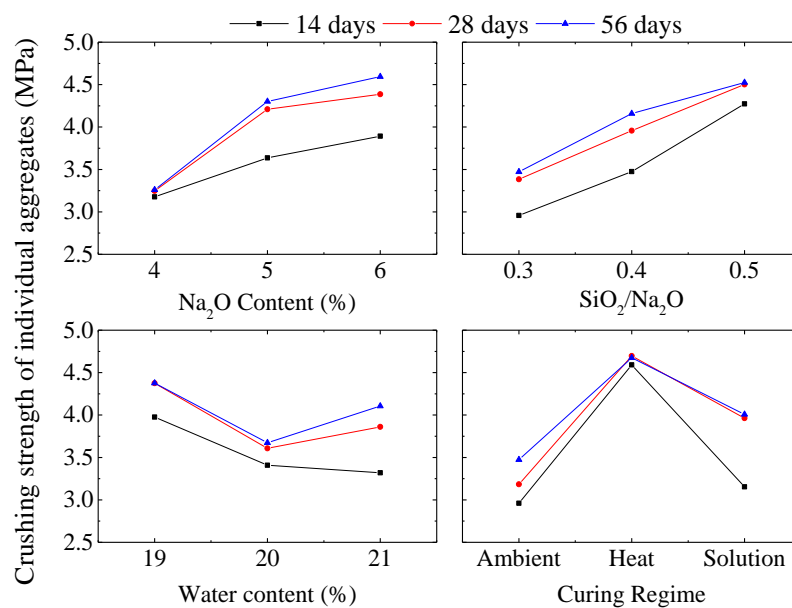 14 days 28 days 56 days
Crushing strength of individual aggregates (MPa)
5.0
4.5
4.0
3.5
3.0
2.5
4 5 6
Na₂O Content (%)
0.3 0.4 0.5
SiO₂/Na₂O
5.0
4.5
4.0
3.5
3.0
2.5
19 20 21
Water content (%)
Ambient Heat Solution
Curing Regime